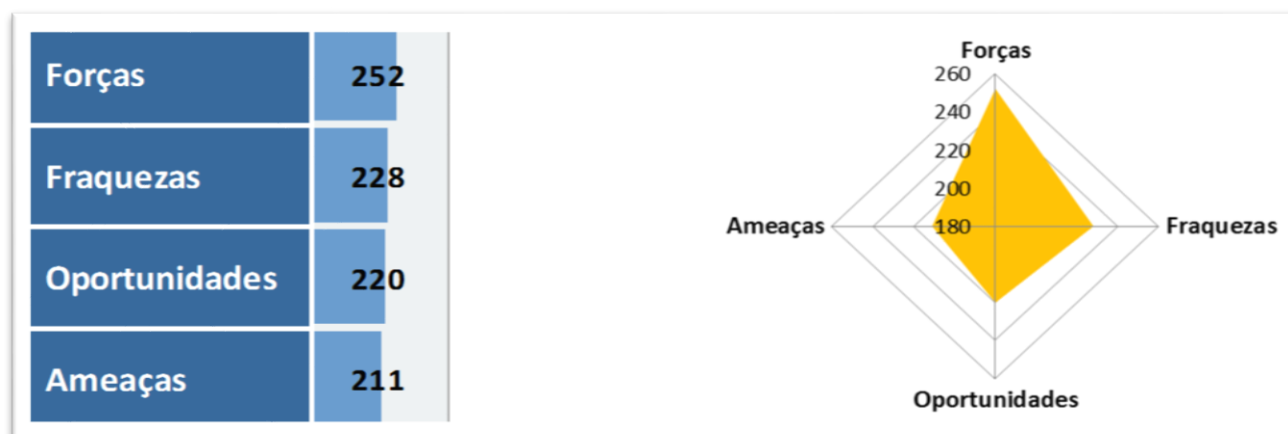 Forças 252
Fraquezas 228
Oportunidades 220
Ameaças 211
Forças
260
240
220
200
Ameaças 180 Fraquezas
Oportunidades